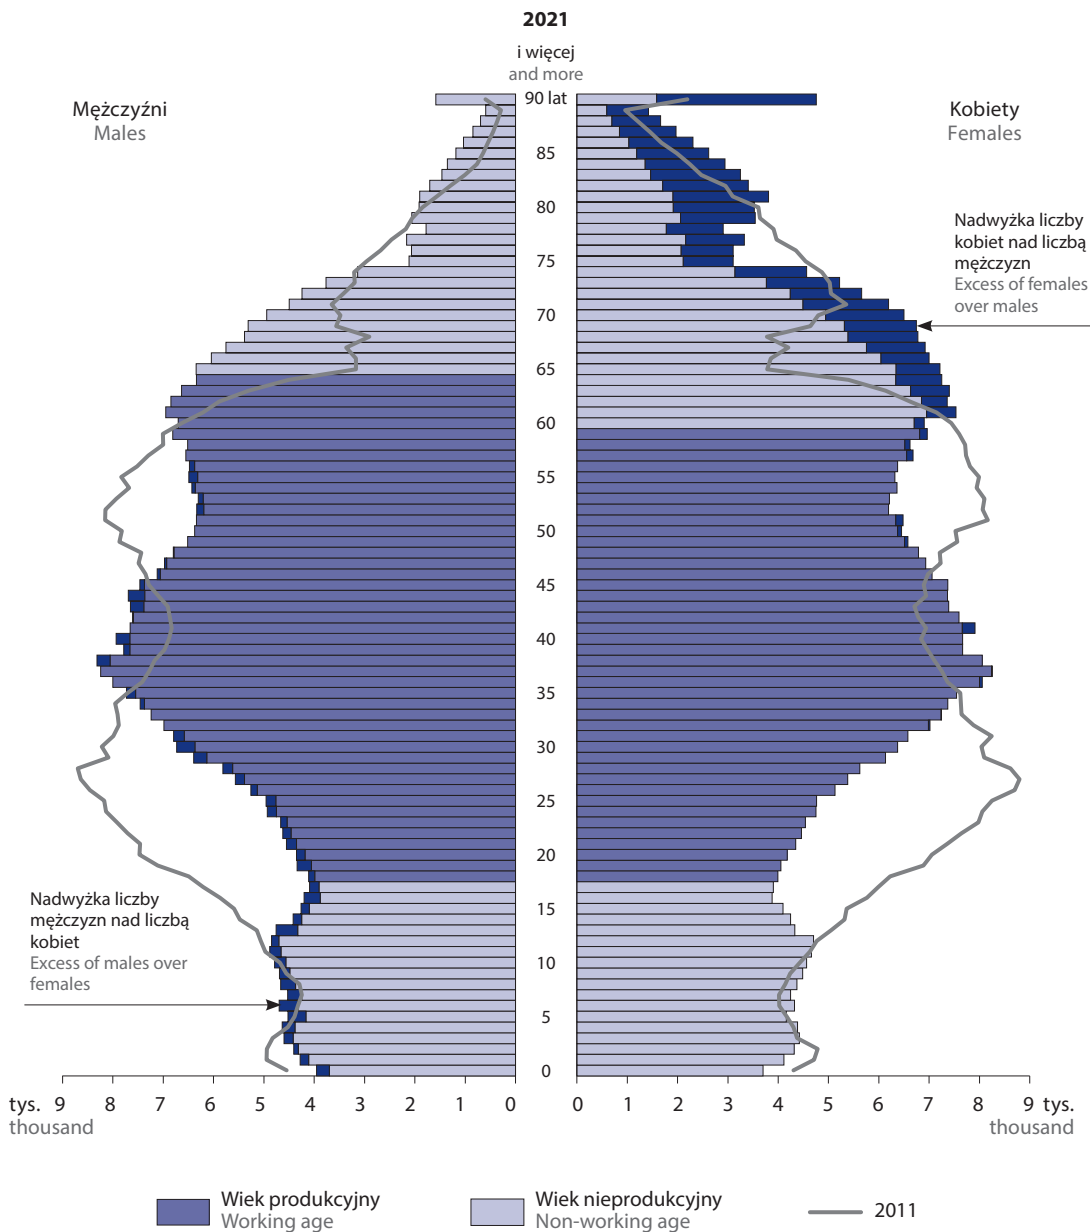 2021
i więcej
and more
90 lat
Mężczyźni
Males
Kobiety
Females
85
80
Nadwyżka liczby
kobiet nad liczbą
mężczyzn
Excess of females
over males
75
70
65
60
55
50
45
40
35
30
25
20
15
Nadwyżka liczby
mężczyzn nad liczbą
kobiet
Excess of males over
females
10
5
0
tys. 9 8 7 6 5 4 3 2 1 0 0 1 2 3 4 5 6 7 8 9 tys.
thousand thousand
Wiek produkcyjny
Working age
Wiek nieprodukcyjny
Non-working age
2011